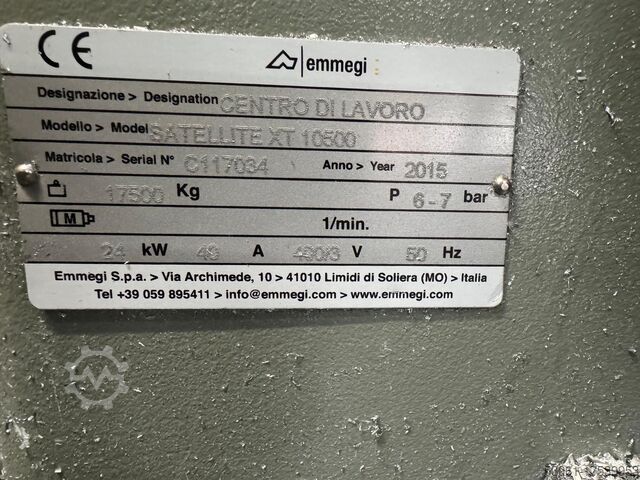 CE emmegi
Designazione > Designation CENTRO DI LAVORO
Modello > Model SATELLITE XT 10500
Matricola > Serial N° C117034 Anno > Year 2015
17500 Kg P 6-7 bar
M 1/min.
24 kW A V 50 Hz
Emmegi S.p.a. > Via Archimede, 10 > 41010 Limidi di Soliera (MO) > Italia
Tel +39 059 895411 > info@emmegi.com > www.emmegi.com